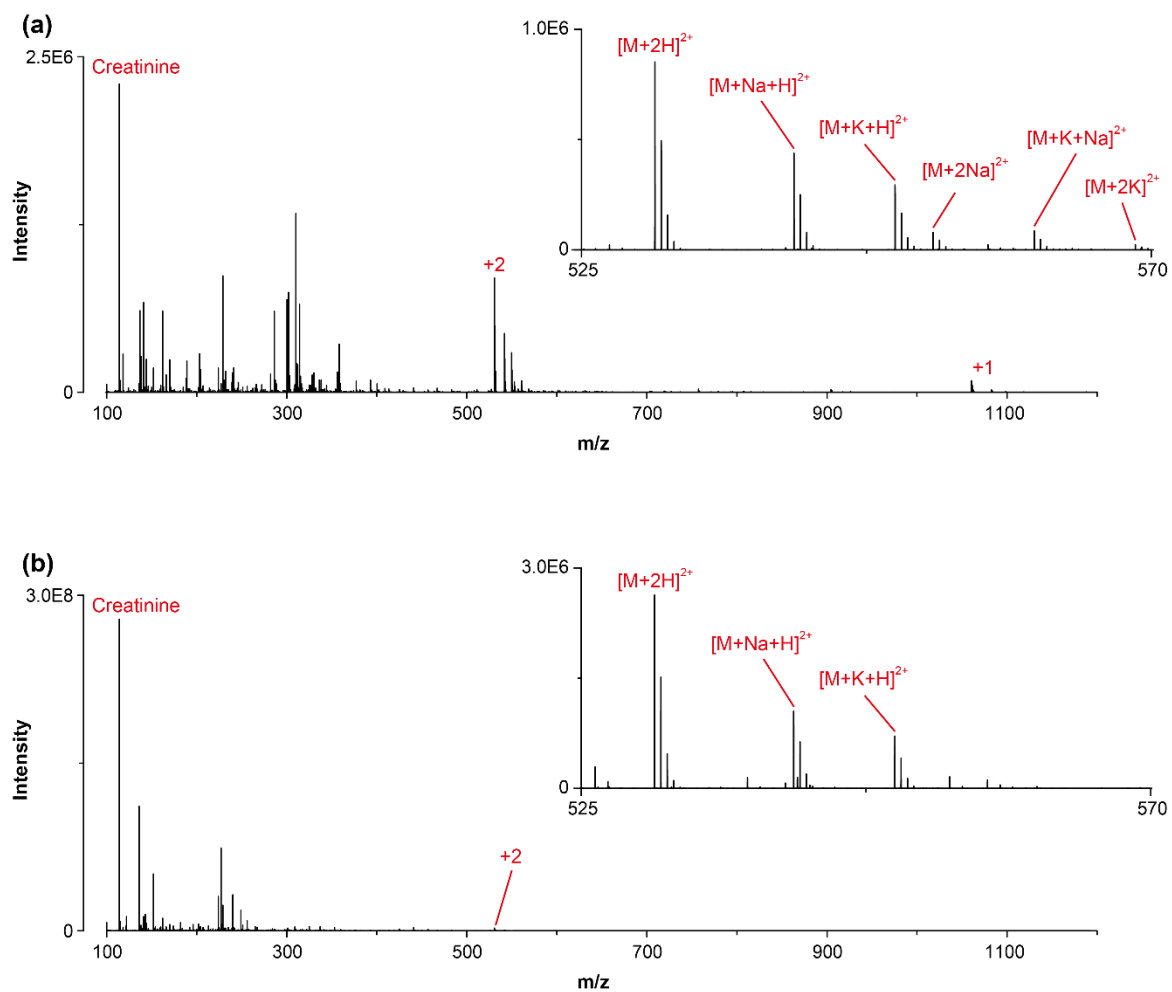 (a)
2.5E6
Creatinine
Intensity
0
+2
+1
100
300
500
700
900
1100
m/z
1.0E6
[M+2H]²⁺
[M+Na+H]²⁺
[M+K+H]²⁺
[M+2Na]²⁺
[M+K+Na]²⁺
[M+2K]²⁺
0
525
570
(b)
3.0E8
Creatinine
Intensity
0
+2
100
300
500
700
900
1100
m/z
3.0E6
[M+2H]²⁺
[M+Na+H]²⁺
[M+K+H]²⁺
0
525
570